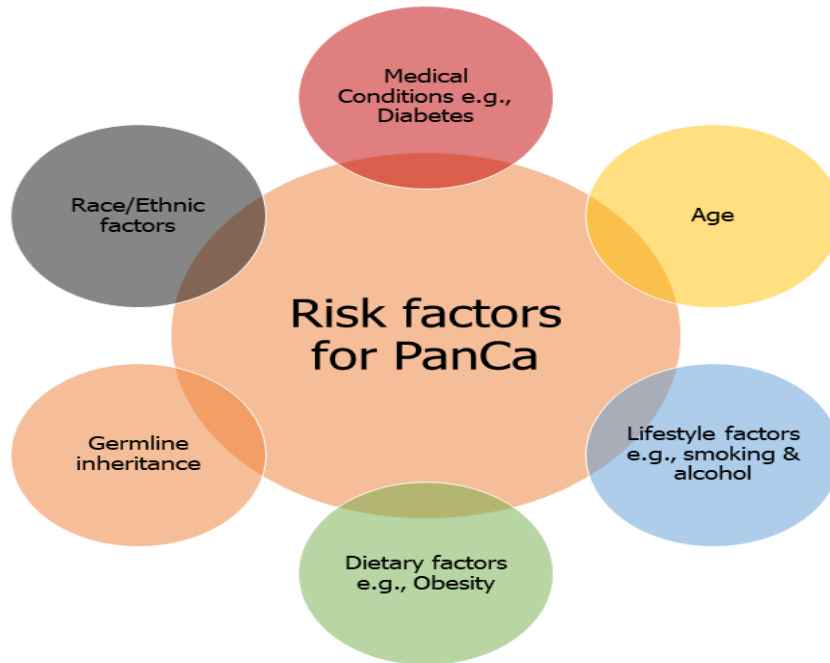 Medical
Conditions e.g.,
Diabetes
Race/Ethnic
factors
Age
Risk factors
for PanCa
Germline
inheritance
Lifestyle factors
e.g., smoking &
alcohol
Dietary factors
e.g., Obesity